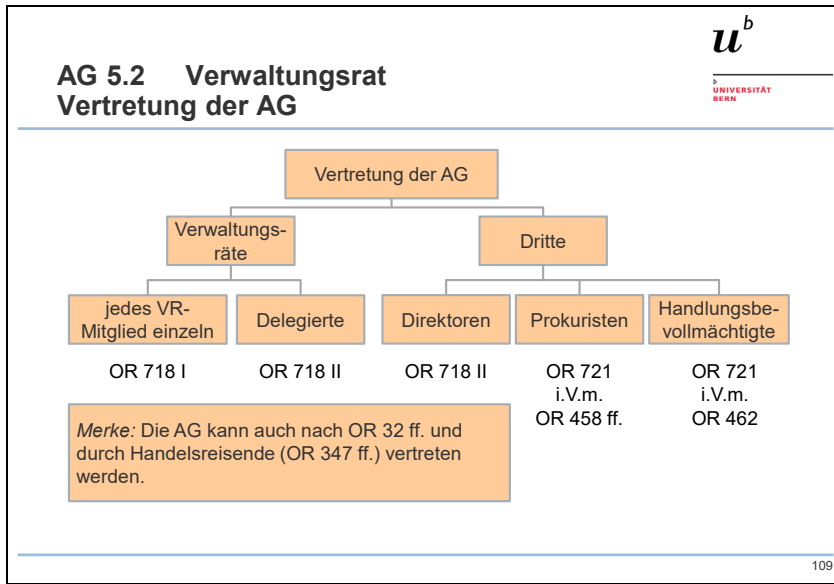 u^b
b
UNIVERSITÄT
BERN
AG 5.2 Verwaltungsrat
Vertretung der AG
Vertretung der AG
Verwaltungs-
räte
Dritte
jedes VR-
Mitglied einzeln
Delegierte
Direktoren
Prokuristen
Handlungsbe-
vollmächtigte
OR 718 I
OR 718 II
OR 718 II
OR 721
i.V.m.
OR 458 ff.
OR 721
i.V.m.
OR 462
Merke: Die AG kann auch nach OR 32 ff. und
durch Handelsreisende (OR 347 ff.) vertreten
werden.
109